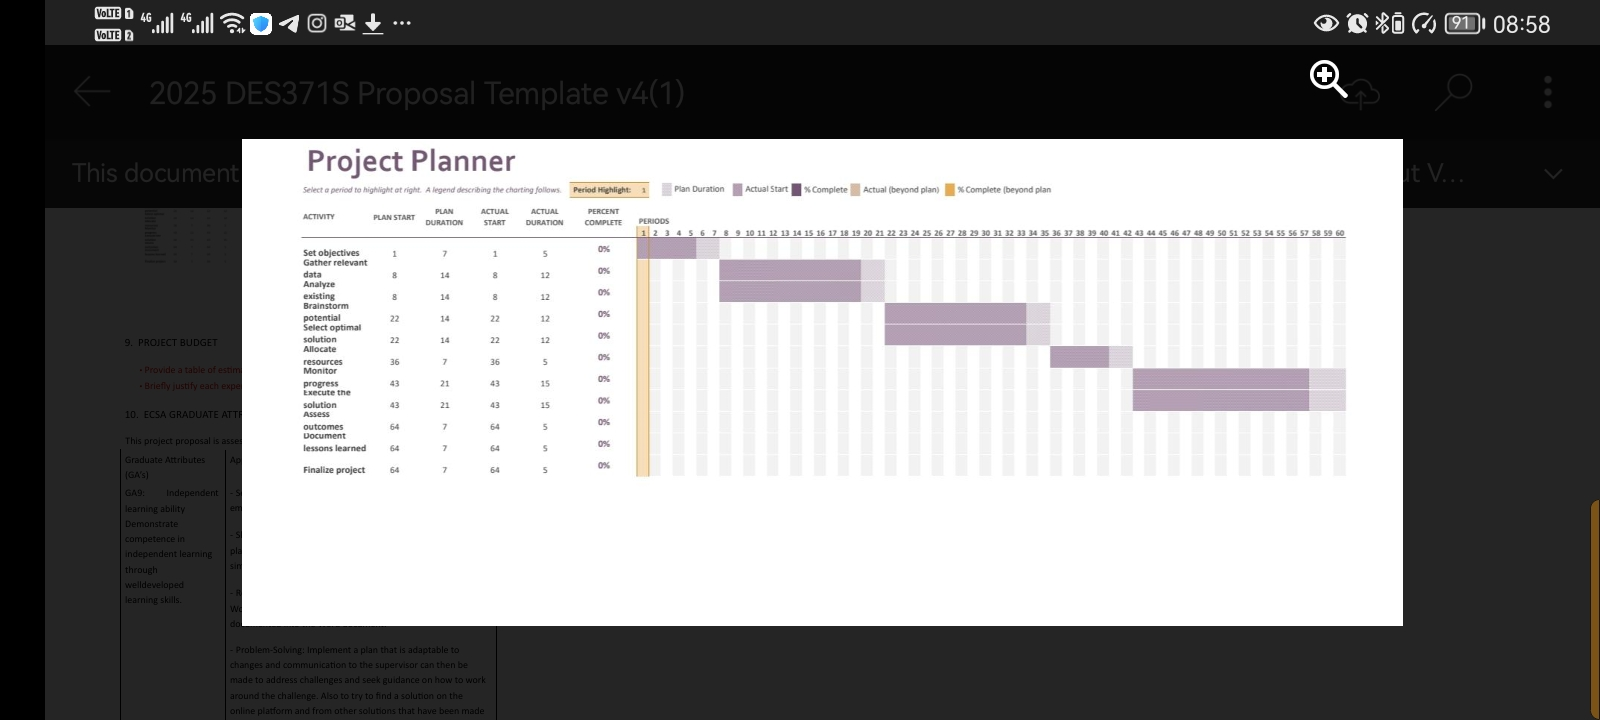 VoLTE 1
VoLTE 2
4G 4G
91 08:58
2025 DES371S Proposal Template v4(1)
This document
ut V...
Project Planner
Select a period to highlight at right. A legend describing the charting follows.
Period Highlight: 1
Plan Duration Actual Start % Complete Actual (beyond plan) % Complete (beyond plan
ACTIVITY PLAN START PLAN DURATION ACTUAL START ACTUAL DURATION PERCENT COMPLETE PERIODS
1 2 3 4 5 6 7 8 9 10 11 12 13 14 15 16 17 18 19 20 21 22 23 24 25 26 27 28 29 30 31 32 33 34 35 36 37 38 39 40 41 42 43 44 45 46 47 48 49 50 51 52 53 54 55 56 57 58 59 60
Set objectives 1 7 1 5 0%
Gather relevant
data 8 14 8 12 0%
Analyze
existing 8 14 8 12 0%
Brainstorm
potential 22 14 22 12 0%
Select optimal
solution 22 14 22 12 0%
Allocate
resources 36 7 36 5 0%
Monitor
progress 43 21 43 15 0%
Execute the
solution 43 21 43 15 0%
Assess
outcomes 64 7 64 5 0%
Document
lessons learned 64 7 64 5 0%
Finalize project 64 7 64 5 0%
9. PROJECT BUDGET
· Provide a table of estim
· Briefly justify each expe
10. ECSA GRADUATE ATTR
This project proposal is asses
Graduate Attributes
(GA's)
GA9: Independent
learning ability
Demonstrate
competence in
independent learning
through
welldeveloped
learning skills.
- Problem-Solving: Implement a plan that is adaptable to
changes and communication to the supervisor can then be
made to address challenges and seek guidance on how to work
around the challenge. Also to try to find a solution on the
online platform and from other solutions that have been made